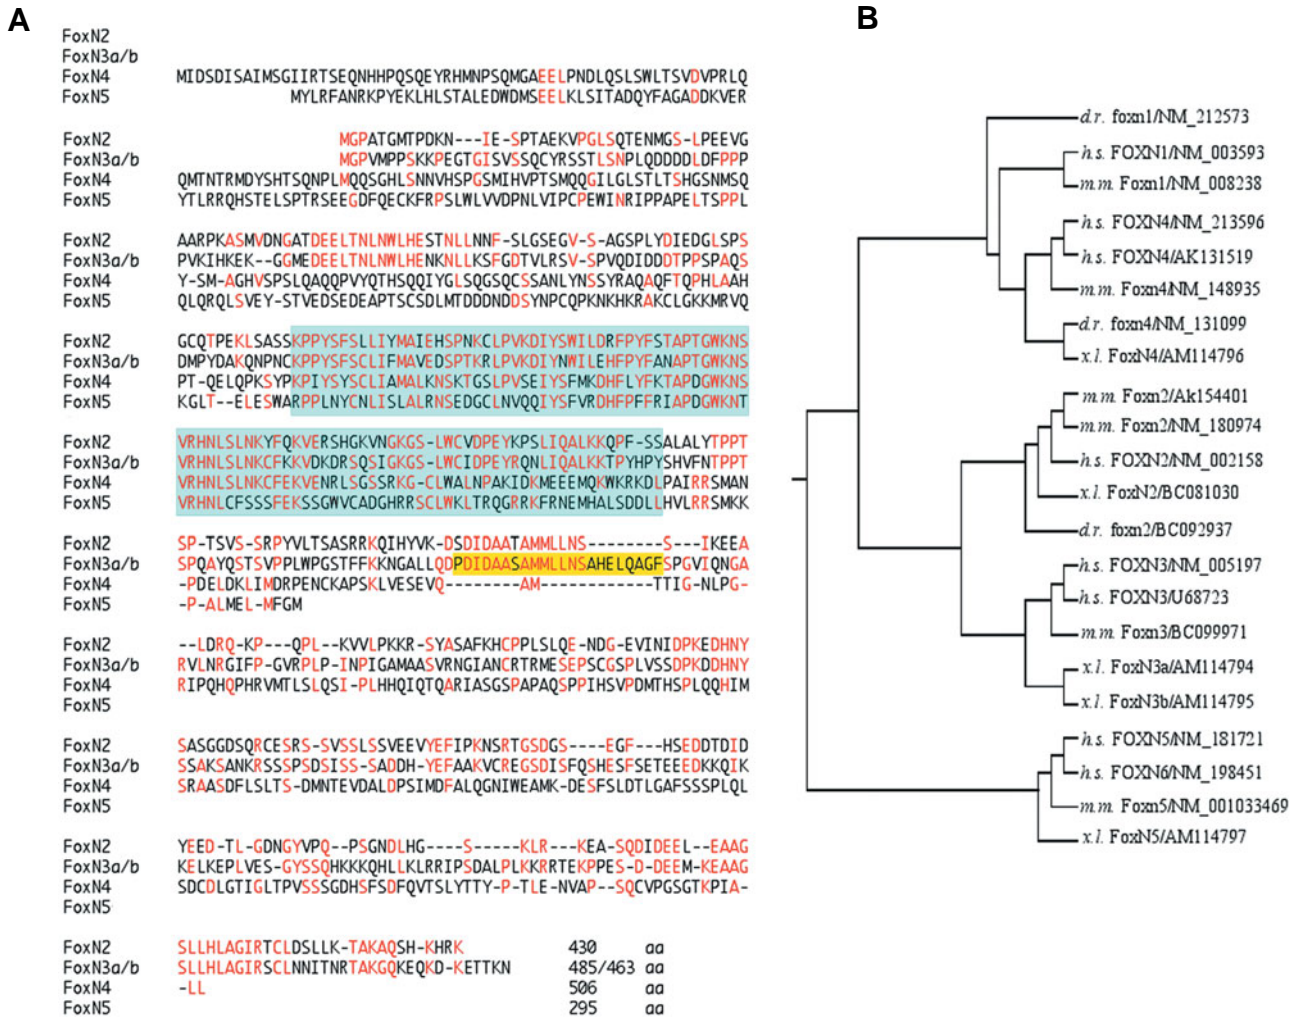 A
FoxN2
FoxN3a/b
FoxN4 MIDSDISAIMSGIIRTSEQNHHPQSQEYRHMNPSQMGAEELPNDLQSLSWLTSVDVPRLQ
FoxN5 MYLRFANRKPYEKLHLSTALEDWDMSEELKLSITADQYFAGADDKVER
FoxN2 MGPATGMTPDKN---IE-SPTAEKVPGLSQTENMGS-LPEEVG
FoxN3a/b MGPVMPPSKKPEGTGISVSSQCYRSSTLSNPLQDDDDLDFPPP
FoxN4 QMTNTRMDYSHTSQNPLMQQSGHLSNNVHSPGSMIHVPTSMQQGILGLSTLTSHGSNMSQ
FoxN5 YTLRRQHSTELSPTRSEEGDFQECKFRPSLWLVVDPNLVIPCPEWINRIPPAPELTSPPL
FoxN2 AARPKASMVDNGATDEELTNLNWLHESTNLLNNF-SLGSEGV-S-AGSPLYDIEDGLSPS
FoxN3a/b PVKIHKEK--GGMEDEELTNLNWLHENKNLLKSFGDTVLRSV-SPVQDIDDDTPPSPAQS
FoxN4 Y-SM-AGHVSPSLQAQQPVYQTHSQQIYGLSQGSQCSSANLYNSSYRAQAQFTQPHLAAH
FoxN5 QLQRQLSVEY-STVEDSEDEAPTSCSDLMTDDDNDDSYNPCQPKNKHKRAKCLGKKMRVQ
FoxN2 GCQTPEKLSASSKPPYSFSLLIYMAIEHSPNKCLPVKDIYSWILDRFPYFSTAPTGWKNS
FoxN3a/b DMPYDAKQNPNCKPPYSFSCLIFMAVEDSPTKRLPVKDIYNWILEHFPYFANAPTGWKNS
FoxN4 PT-QELQPKSYPKPIYSYSCLIAMALKNSKTGSLPVSEIYSFMKDHFLYFKTAPDGWKNS
FoxN5 KGLT--ELESWARPPLNYCNLISLALRNSEDGCLNVQQIYSFVRDHFPFFRIAPDGWKNT
FoxN2 VRHNLSLNKYFQKVERSHGKVNGKGS-LWCVDPEYKPSLIQALKKQPF-SSALALYTPPT
FoxN3a/b VRHNLSLNKCFKKVDKDRSQSIGKGS-LWCIDPEYRQNLIQALKKTPYHPYSHVFNTPPT
FoxN4 VRHNLSLNKCFEKVENRLSGSSRKG-CLWALNPAKIDKMEEEMQKWKRKDLPAIRRSMAN
FoxN5 VRHNLCFSSSFEKSSGWVCADGHRRSCLWKLTRQGRRKFRNEMHALSDDLLHVLRRSMKK
FoxN2 SP-TSVS-SRPYVLTSASRRKQIHYVK-DSDIDAATAMMLLNS--------S---IKEEA
FoxN3a/b SPQAYQSTSVPPLWPGSTFFKKNGALLQDPDIDAASAMMLLNSAHELQAGFSPGVIQNGA
FoxN4 -PDELDKLIMDRPENCKAPSKLVESEVQ--------AM------------TTIG-NLPG-
FoxN5 -P-ALMEL-MFGM
FoxN2 --LDRQ-KP---QPL--KVVLPKKR-SYASAFKHCPPLSLQE-NDG-EVINIDPKEDHNY
FoxN3a/b RVLNRGIFP-GVRPLP-INPIGAMAASVRNGIANCRTRMESEPSCGSPLVSSDPKDDHNY
FoxN4 RIPQHQPHRVMTLSLQSI-PLHHQIQTQARIASGSPAPAQSPPIHSVPDMTHSPLQQHIM
FoxN5
FoxN2 SASGGDSQRCESRS-SVSSLSSVEEVYEFIPKNSRTGSDGS----EGF---HSEDDTDID
FoxN3a/b SSAKSANKRSSSPSDSISS-SADDH-YEFAAKVCREGSDISFQSHESFSETEEEDKKQIK
FoxN4 SRAASDFLSLTS-DMNTEVDALDPSIMDFALQGNIWEAMK-DESFSLDTLGAFSSSPLQL
FoxN5
FoxN2 YEED-TL-GDNGYVPQ--PSGNDLHG----S-----KLR---KEA-SQDIDEEL--EAAG
FoxN3a/b KELKEPLVES-GYSSQHKKKQHLLKLRRIPSDALPLKKRRTEKPPES-D-DEEM-KEAAG
FoxN4 SDCDLGTIGLTPVSSSGDHSFSDFQVTSLYTTY-P-TLE-NVAP--SQCVPGSGTKPIA-
FoxN5
FoxN2 SLLHLAGIRTCLDSLLK-TAKAQSH-KHRK 430 aa
FoxN3a/b SLLHLAGIRSCLNNITNRTAKGQKEQKD-KETTKN 485/463 aa
FoxN4 -LL 506 aa
FoxN5 295 aa
B
d.r. foxn1/NM_212573
h.s. FOXN1/NM_003593
m.m. Foxn1/NM_008238
h.s. FOXN4/NM_213596
h.s. FOXN4/AK131519
m.m. Foxn4/NM_148935
d.r. foxn4/NM_131099
x.l. FoxN4/AM114796
m.m. Foxn2/Ak154401
m.m. Foxn2/NM_180974
h.s. FOXN2/NM_002158
x.l. FoxN2/BC081030
d.r. foxn2/BC092937
h.s. FOXN3/NM_005197
h.s. FOXN3/U68723
m.m. Foxn3/BC099971
x.l. FoxN3a/AM114794
x.l. FoxN3b/AM114795
h.s. FOXN5/NM_181721
h.s. FOXN6/NM_198451
m.m. Foxn5/NM_001033469
x.l. FoxN5/AM114797